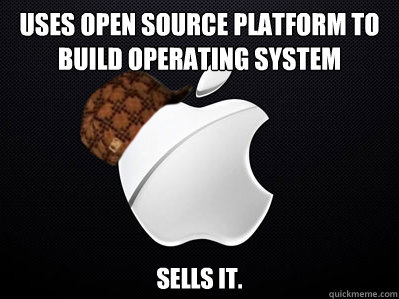 USES OPEN SOURCE PLATFORM TO
BUILD OPERATING SYSTEM
SELLS IT.
quickmeme.com